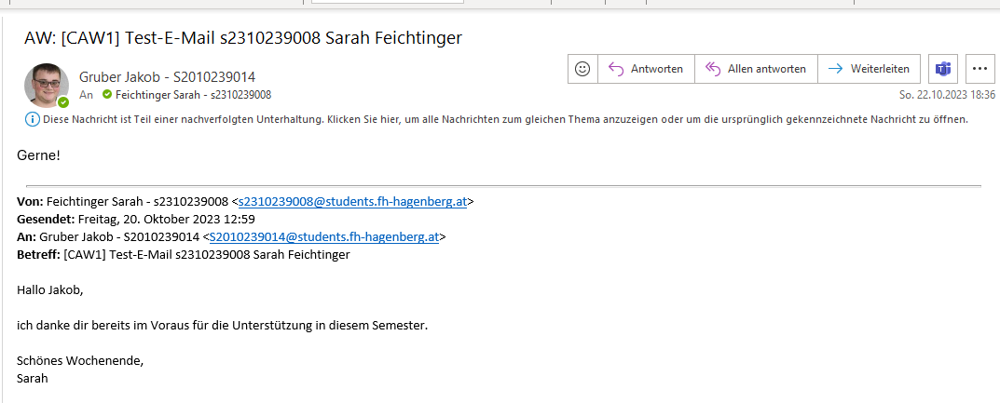 AW: [CAW1] Test-E-Mail s2310239008 Sarah Feichtinger
Gruber Jakob - S2010239014
An Feichtinger Sarah - s2310239008
Antworten
Allen antworten
Weiterleiten
So. 22.10.2023 18:36
Diese Nachricht ist Teil einer nachverfolgten Unterhaltung. Klicken Sie hier, um alle Nachrichten zum gleichen Thema anzuzeigen oder um die ursprünglich gekennzeichnete Nachricht zu öffnen.
Gerne!
Von: Feichtinger Sarah - s2310239008 <s2310239008@students.fh-hagenberg.at>
Gesendet: Freitag, 20. Oktober 2023 12:59
An: Gruber Jakob - S2010239014 <S2010239014@students.fh-hagenberg.at>
Betreff: [CAW1] Test-E-Mail s2310239008 Sarah Feichtinger
Hallo Jakob,
ich danke dir bereits im Voraus für die Unterstützung in diesem Semester.
Schönes Wochenende,
Sarah